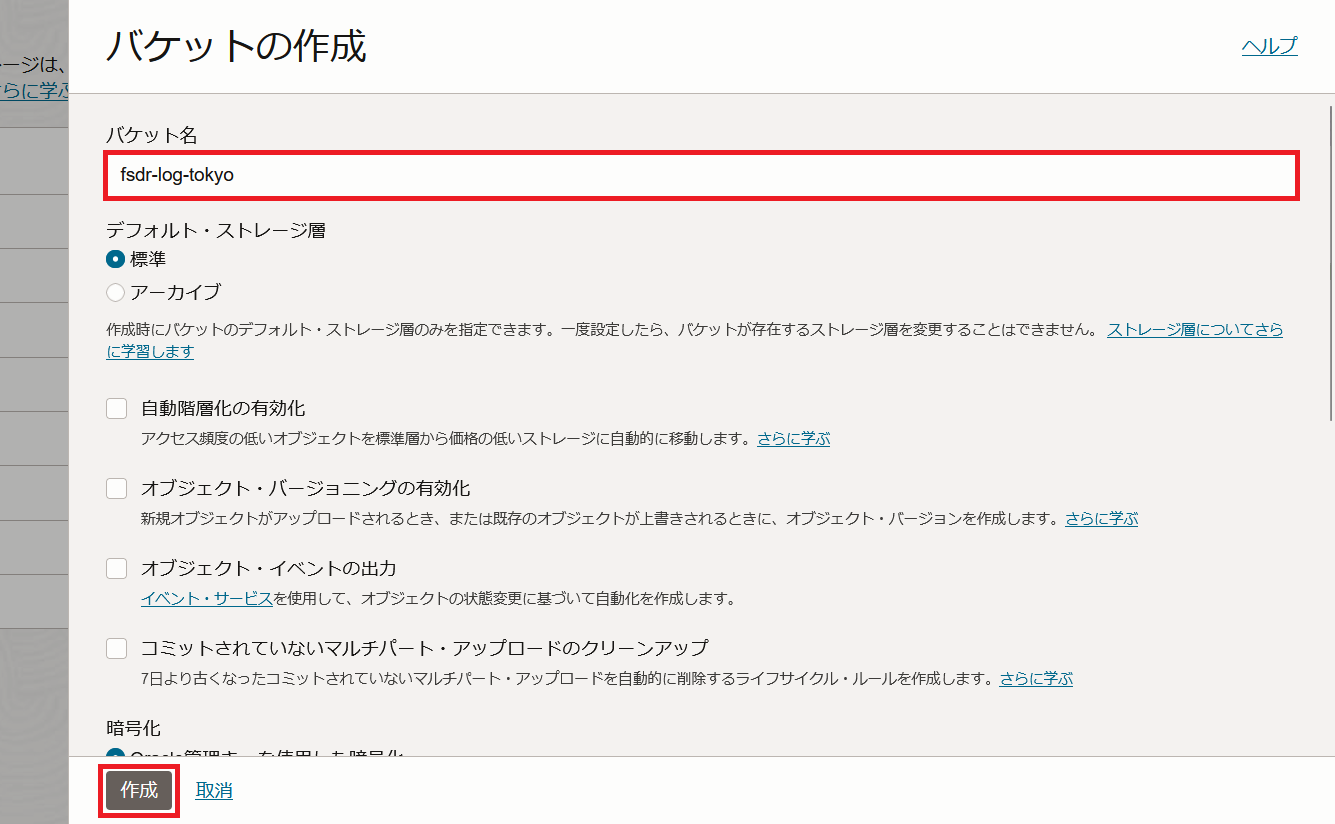 バケットの作成
ヘルプ
ージは、
らに学ぶ
バケット名
fsdr-log-tokyo
デフォルト・ストレージ層
標準
アーカイブ
作成時にバケットのデフォルト・ストレージ層のみを指定できます。一度設定したら、バケットが存在するストレージ層を変更することはできません。 ストレージ層についてさら
に学習します
自動階層化の有効化
アクセス頻度の低いオブジェクトを標準層から価格の低いストレージに自動的に移動します。さらに学ぶ
オブジェクト・バージョニングの有効化
新規オブジェクトがアップロードされるとき、または既存のオブジェクトが上書きされるときに、オブジェクト・バージョンを作成します。さらに学ぶ
オブジェクト・イベントの出力
イベント・サービスを使用して、オブジェクトの状態変更に基づいて自動化を作成します。
コミットされていないマルチパート・アップロードのクリーンアップ
7日より古くなったコミットされていないマルチパート・アップロードを自動的に削除するライフサイクル・ルールを作成します。さらに学ぶ
暗号化
Oracle管理キーを使用した暗号化
作成
取消